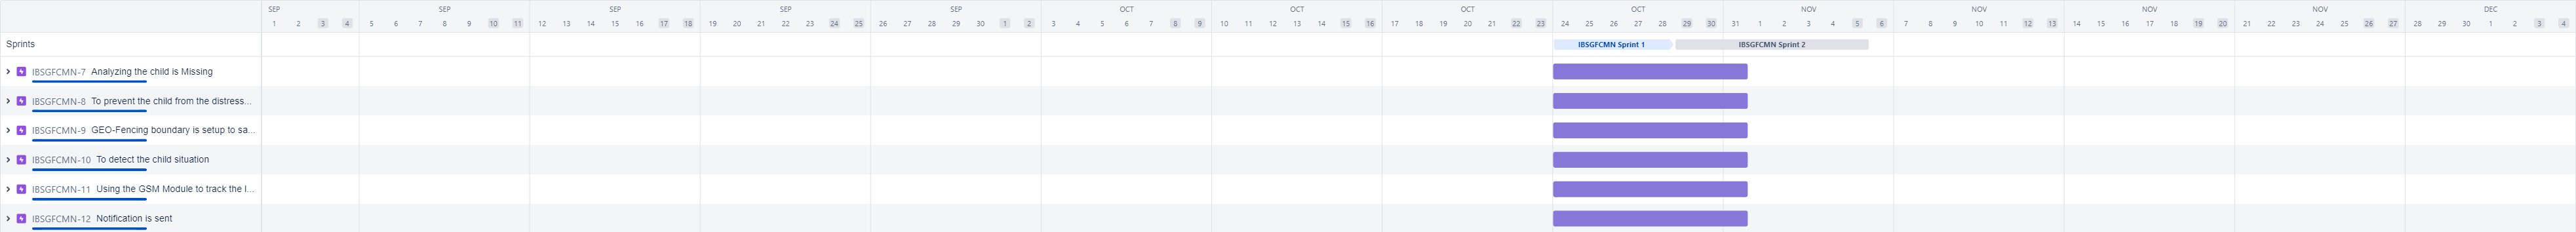 SEP SEP SEP SEP SEP OCT OCT OCT OCT NOV NOV NOV NOV DEC
1 2 3 4 5 6 7 8 9 10 11 12 13 14 15 16 17 18 19 20 21 22 23 24 25 26 27 28 29 30 1 2 3 4 5 6 7 8 9 10 11 12 13 14 15 16 17 18 19 20 21 22 23 24 25 26 27 28 29 30 31 1 2 3 4 5 6 7 8 9 10 11 12 13 14 15 16 17 18 19 20 21 22 23 24 25 26 27 28 29 30 1 2 3 4
Sprints IBSGFCMN Sprint 1 IBSGFCMN Sprint 2
IBSGFCMN-7 Analyzing the child is Missing
IBSGFCMN-8 To prevent the child from the distress...
IBSGFCMN-9 GEO-Fencing boundary is setup to sa...
IBSGFCMN-10 To detect the child situation
IBSGFCMN-11 Using the GSM Module to track the l...
IBSGFCMN-12 Notification is sent